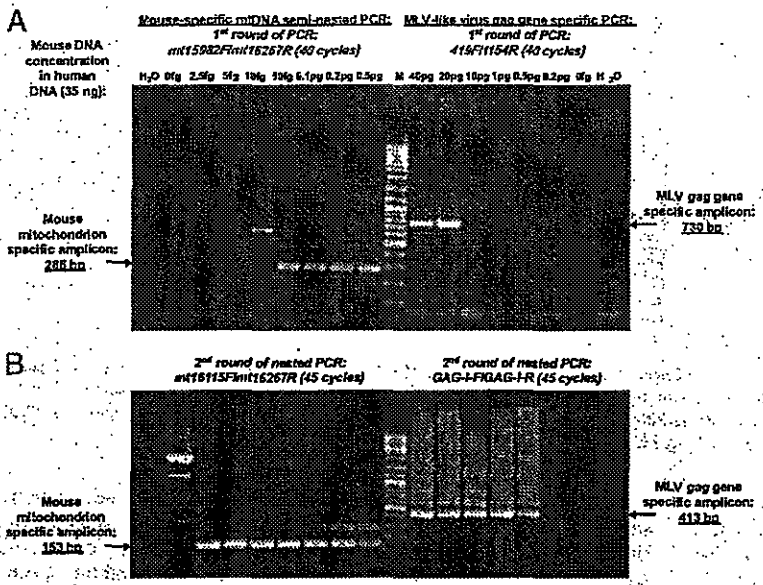 A
Mouse-specific mtDNA semi-nested PCR:
1st round of PCR:
mt15982F/mt16267R (40 cycles)
MLV-like virus gag gene specific PCR:
1st round of PCR:
419F/1154R (40 cycles)
Mouse DNA
concentration
in human
DNA (35 ng):
H2O 0fg 2.5fg 5fg 10fg 50fg 0.1pg 0.2pg 0.5pg M 40pg 20pg 10pg 1pg 0.5pg 0.2pg 0fg H2O
Mouse
mitochondrion
specific amplicon:
286 bp
MLV gag gene
specific amplicon:
730 bp
B
2nd round of nested PCR:
mt16115F/mt16267R (45 cycles)
2nd round of nested PCR:
GAG-I-F/GAG-I-R (45 cycles)
Mouse
mitochondrion
specific amplicon:
153 bp
MLV gag gene
specific amplicon:
413 bp